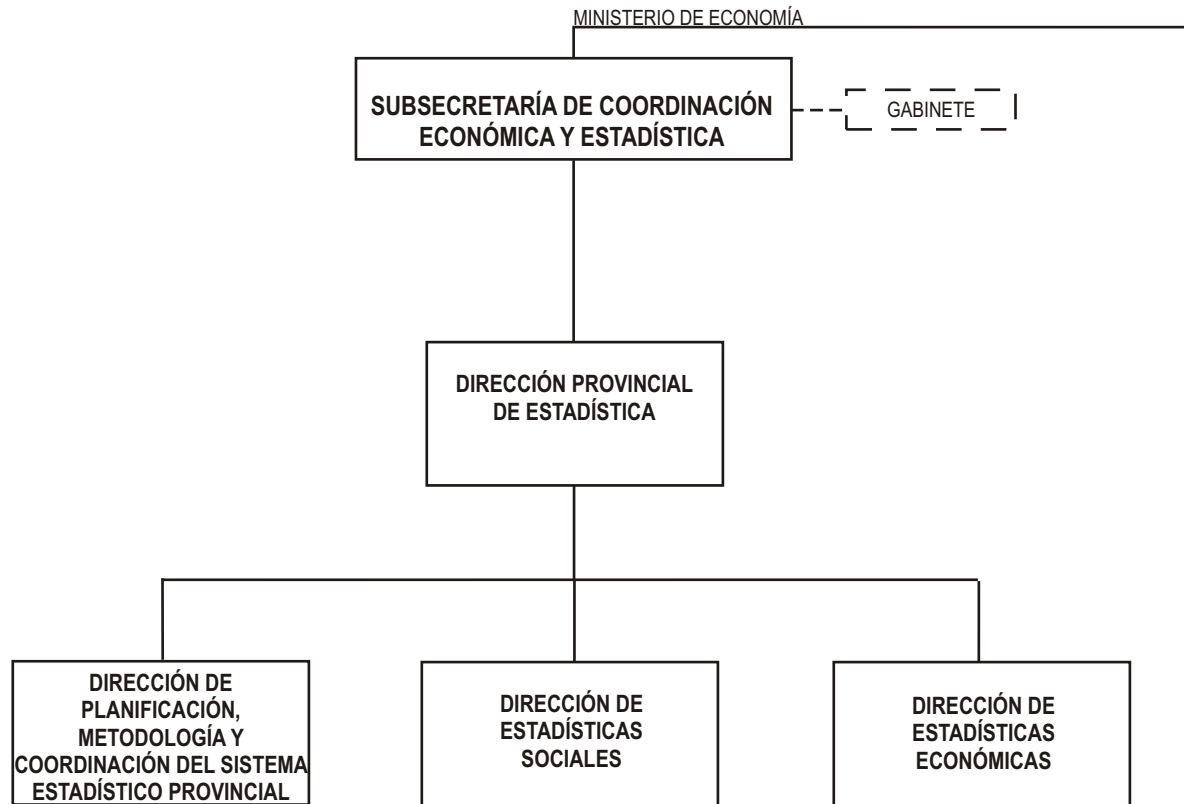 MINISTERIO DE ECONOMÍA
SUBSECRETARÍA DE COORDINACIÓN
ECONÓMICA Y ESTADÍSTICA
GABINETE
DIRECCIÓN PROVINCIAL
DE ESTADÍSTICA
DIRECCIÓN DE
PLANIFICACIÓN,
METODOLOGÍA Y
COORDINACIÓN DEL SISTEMA
ESTADÍSTICO PROVINCIAL
DIRECCIÓN DE
ESTADÍSTICAS
SOCIALES
DIRECCIÓN DE
ESTADÍSTICAS
ECONÓMICAS